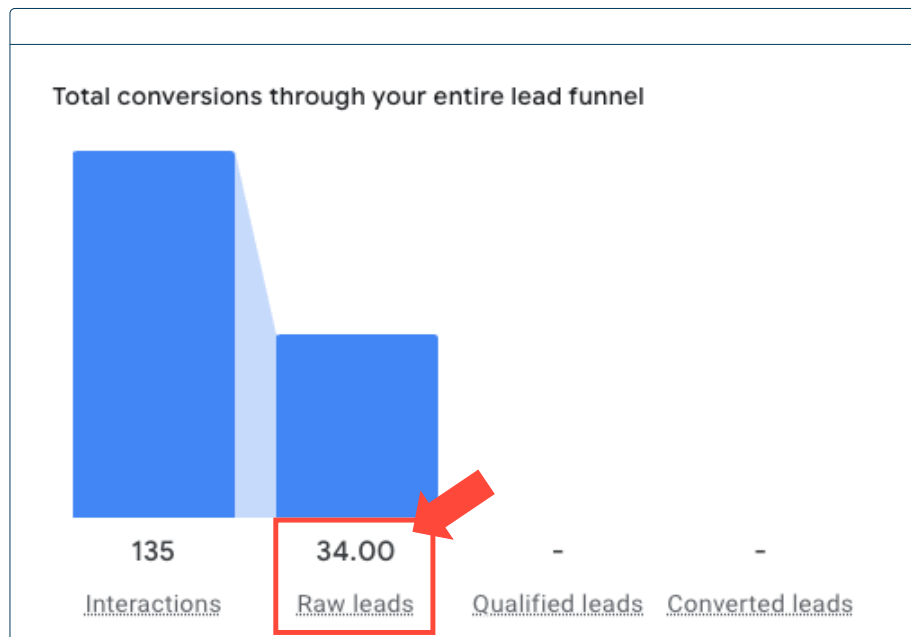 Total conversions through your entire lead funnel
135 34.00 - -
Interactions Raw leads Qualified leads Converted leads